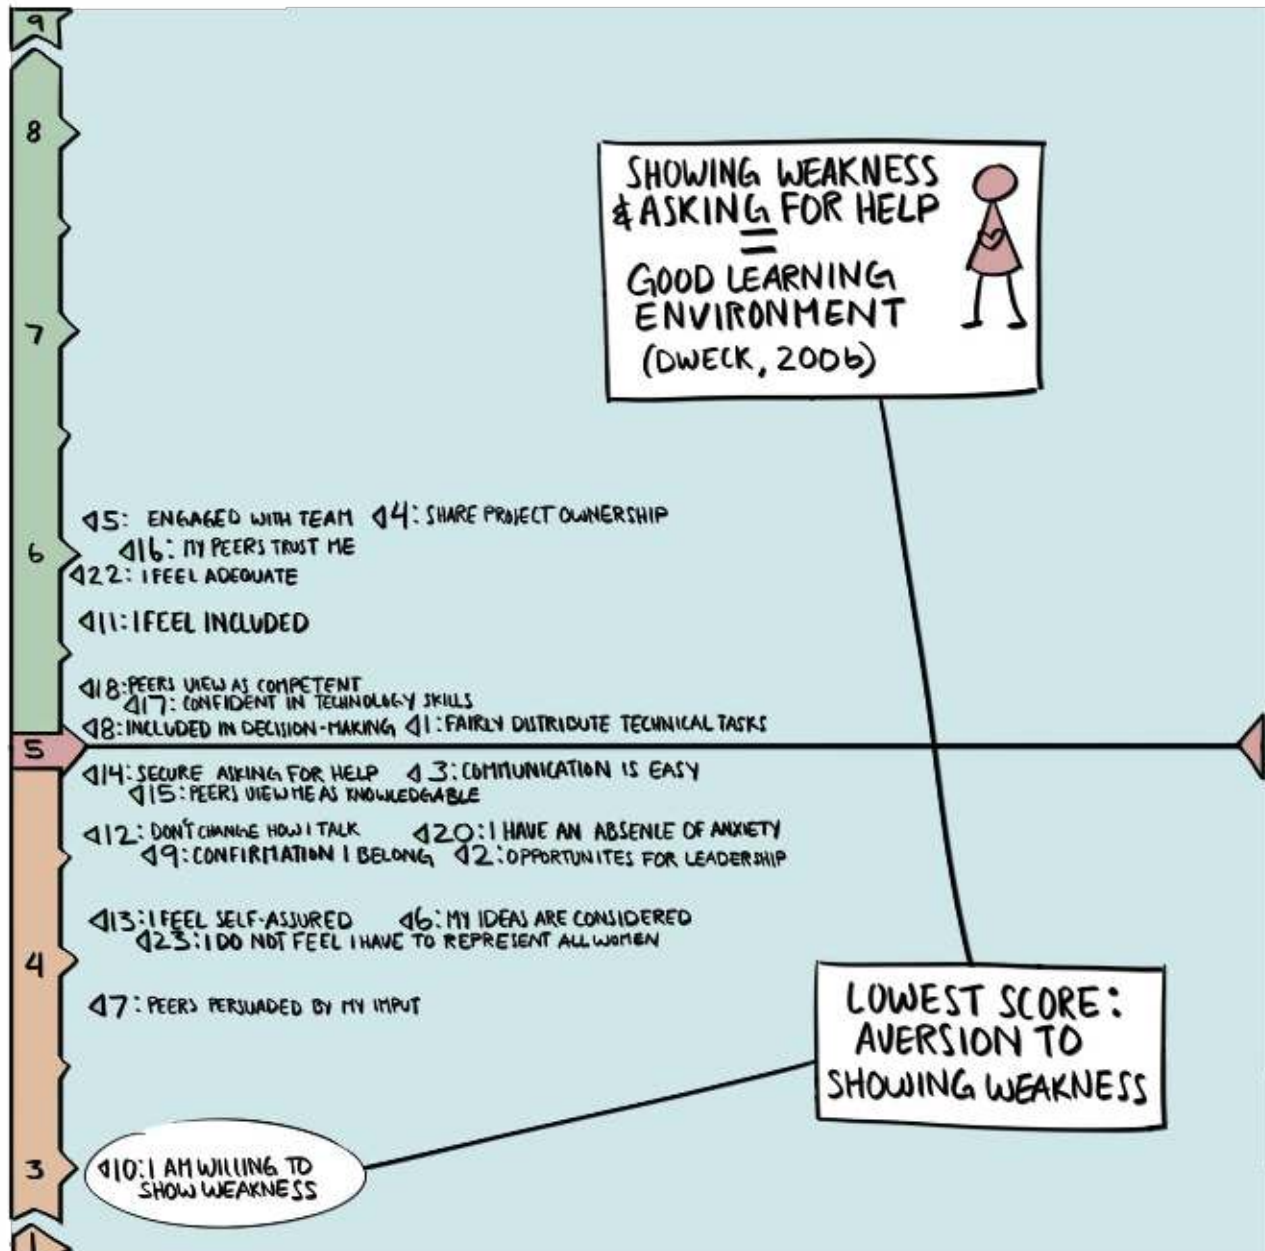 9
8
SHOWING WEAKNESS
& ASKING FOR HELP
=
GOOD LEARNING
ENVIRONMENT
(DWECK, 2006)
7
5: ENGAGED WITH TEAM 4: SHARE PROJECT OWNERSHIP
16: MY PEERS TRUST ME
6
22: I FEEL ADEQUATE
11: I FEEL INCLUDED
18: PEERS VIEW AS COMPETENT
17: CONFIDENT IN TECHNOLOGY SKILLS
8: INCLUDED IN DECISION-MAKING 1: FAIRLY DISTRIBUTE TECHNICAL TASKS
5
14: SECURE ASKING FOR HELP 3: COMMUNICATION IS EASY
15: PEERS VIEW ME AS KNOWLEDGABLE
12: DON'T CHANGE HOW I TALK 20: I HAVE AN ABSENCE OF ANXIETY
9: CONFIRMATION I BELONG 2: OPPORTUNITES FOR LEADERSHIP
13: I FEEL SELF-ASSURED 6: MY IDEAS ARE CONSIDERED
23: I DO NOT FEEL I HAVE TO REPRESENT ALL WOMEN
4
7: PEERS PERSUADED BY MY INPUT
LOWEST SCORE:
AVERSION TO
SHOWING WEAKNESS
3
10: I AM WILLING TO
SHOW WEAKNESS